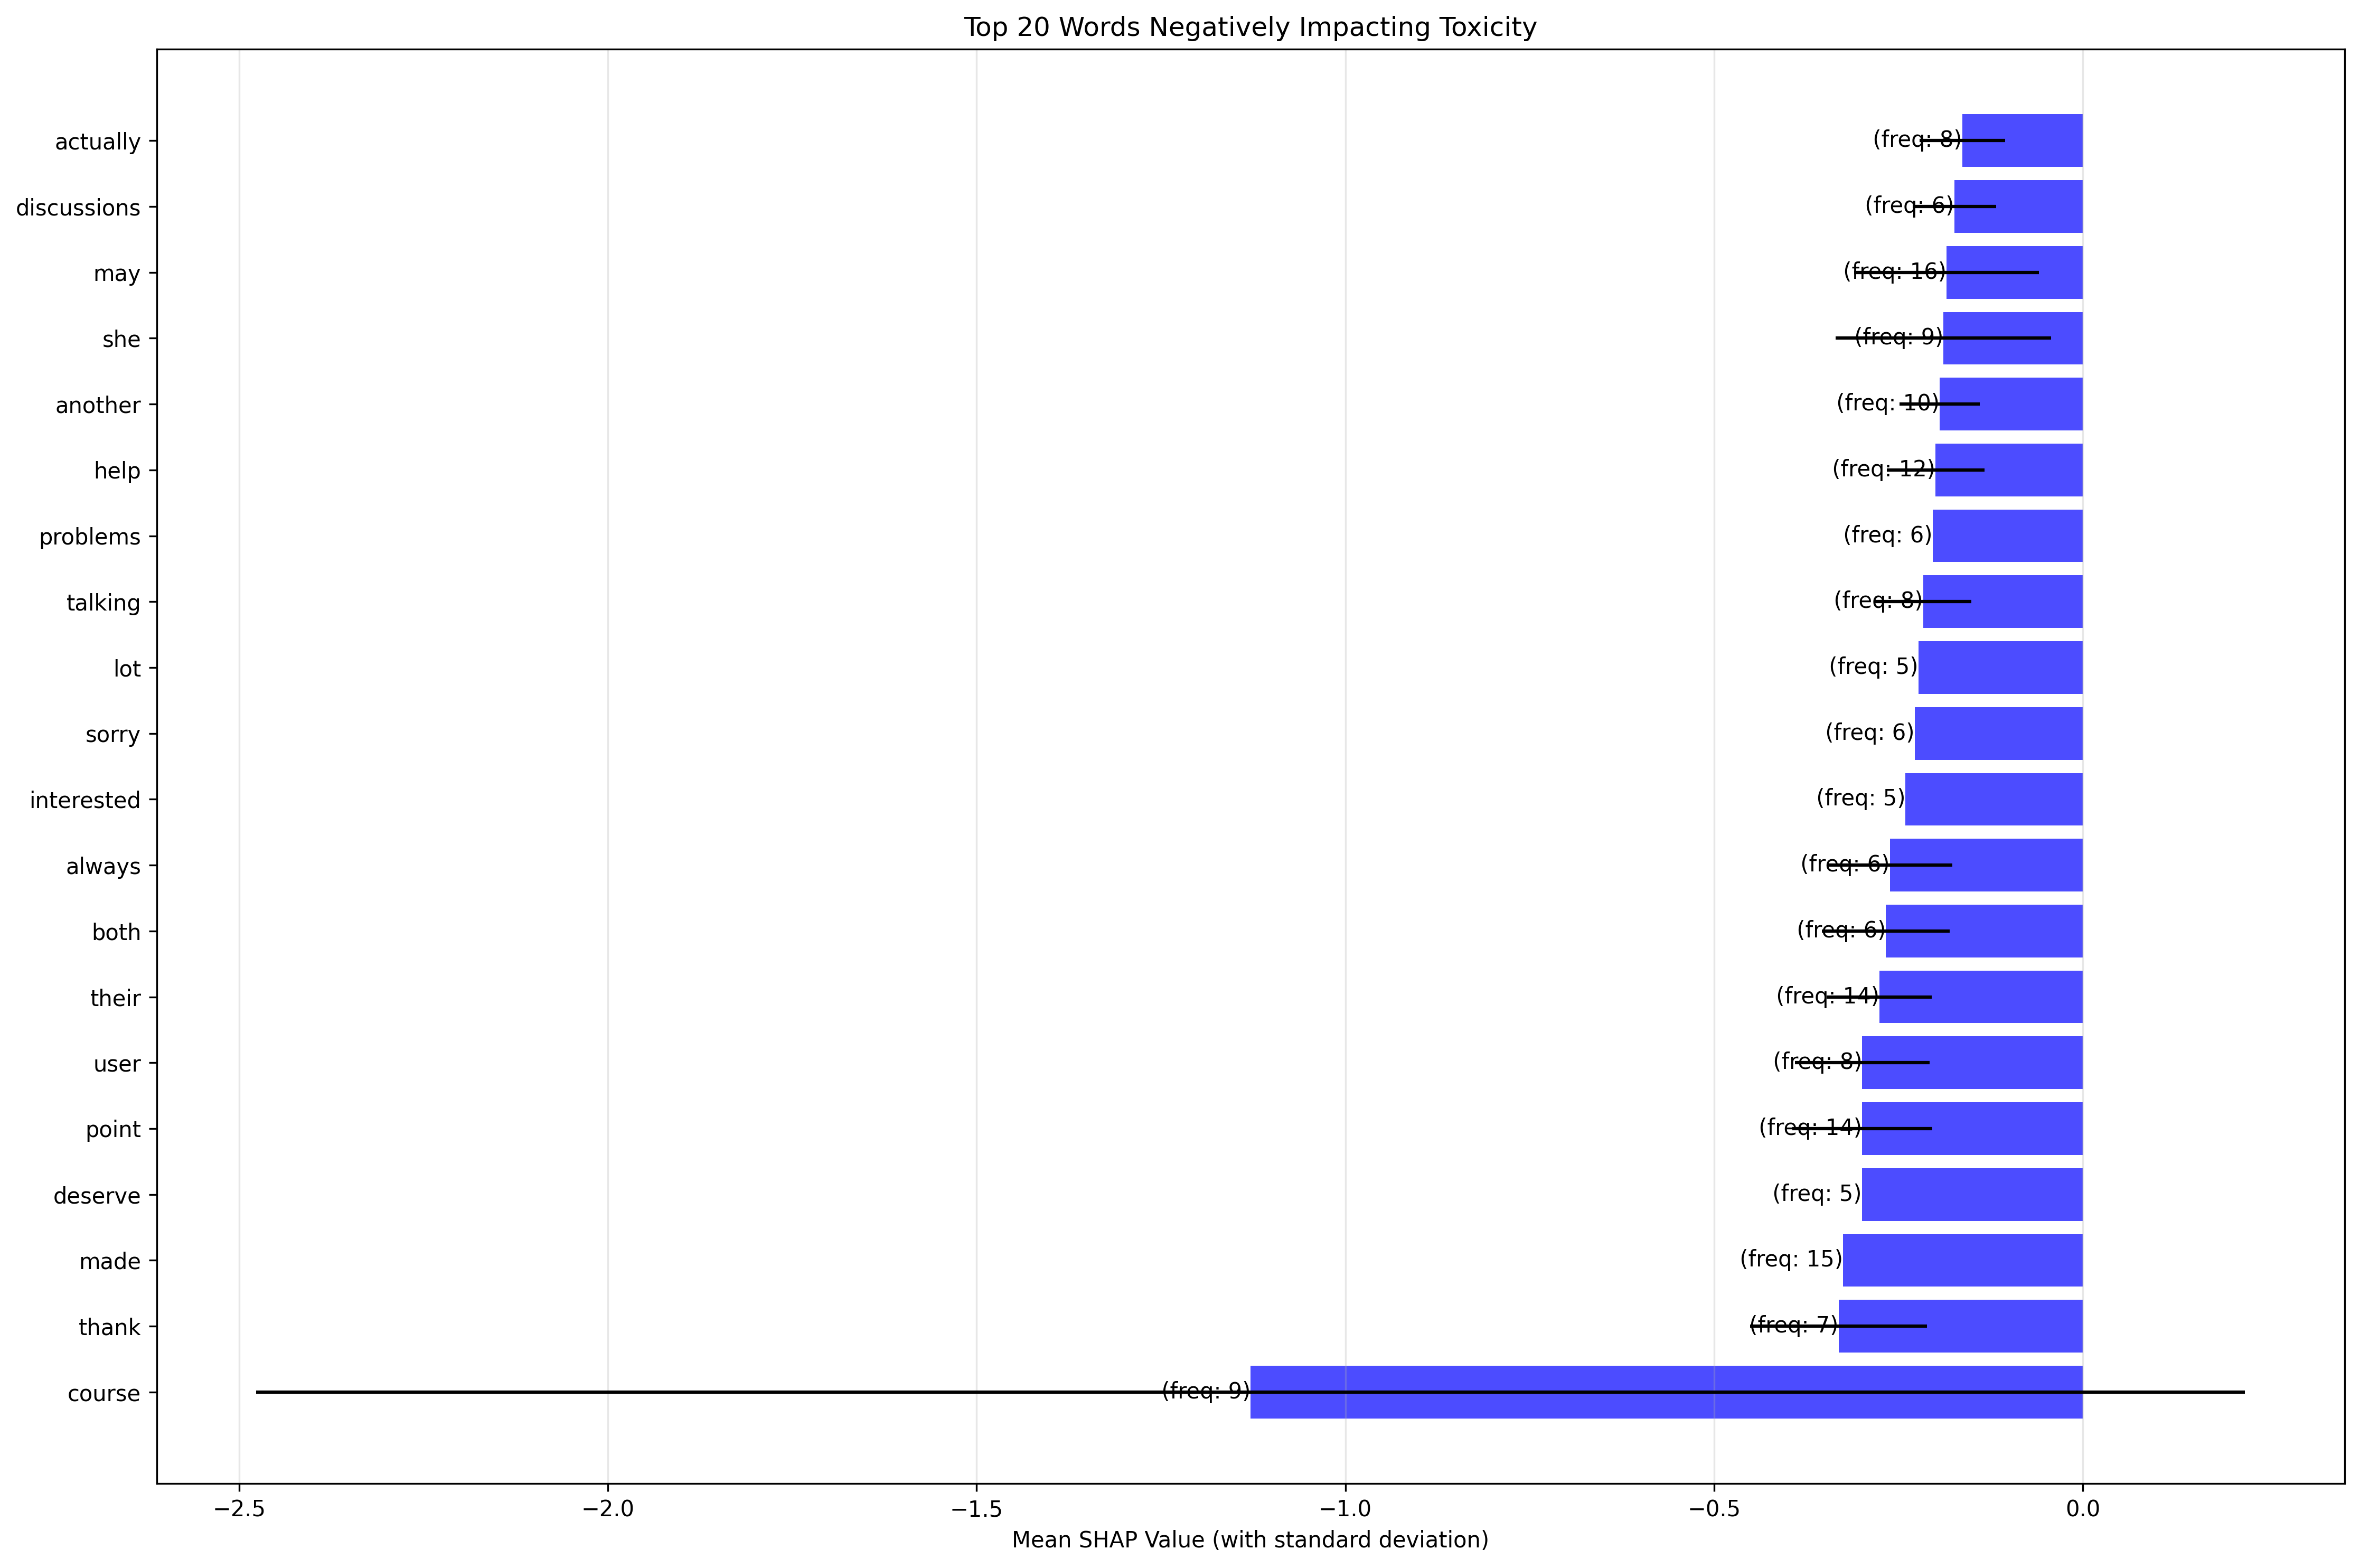 Top 20 Words Negatively Impacting Toxicity
actually (freq: 8)
discussions (freq: 6)
may (freq: 16)
she (freq: 9)
another (freq: 10)
help (freq: 12)
problems (freq: 6)
talking (freq: 8)
lot (freq: 5)
sorry (freq: 6)
interested (freq: 5)
always (freq: 6)
both (freq: 6)
their (freq: 14)
user (freq: 8)
point (freq: 14)
deserve (freq: 5)
made (freq: 15)
thank (freq: 7)
course (freq: 9)
−2.5 −2.0 −1.5 −1.0 −0.5 0.0
Mean SHAP Value (with standard deviation)